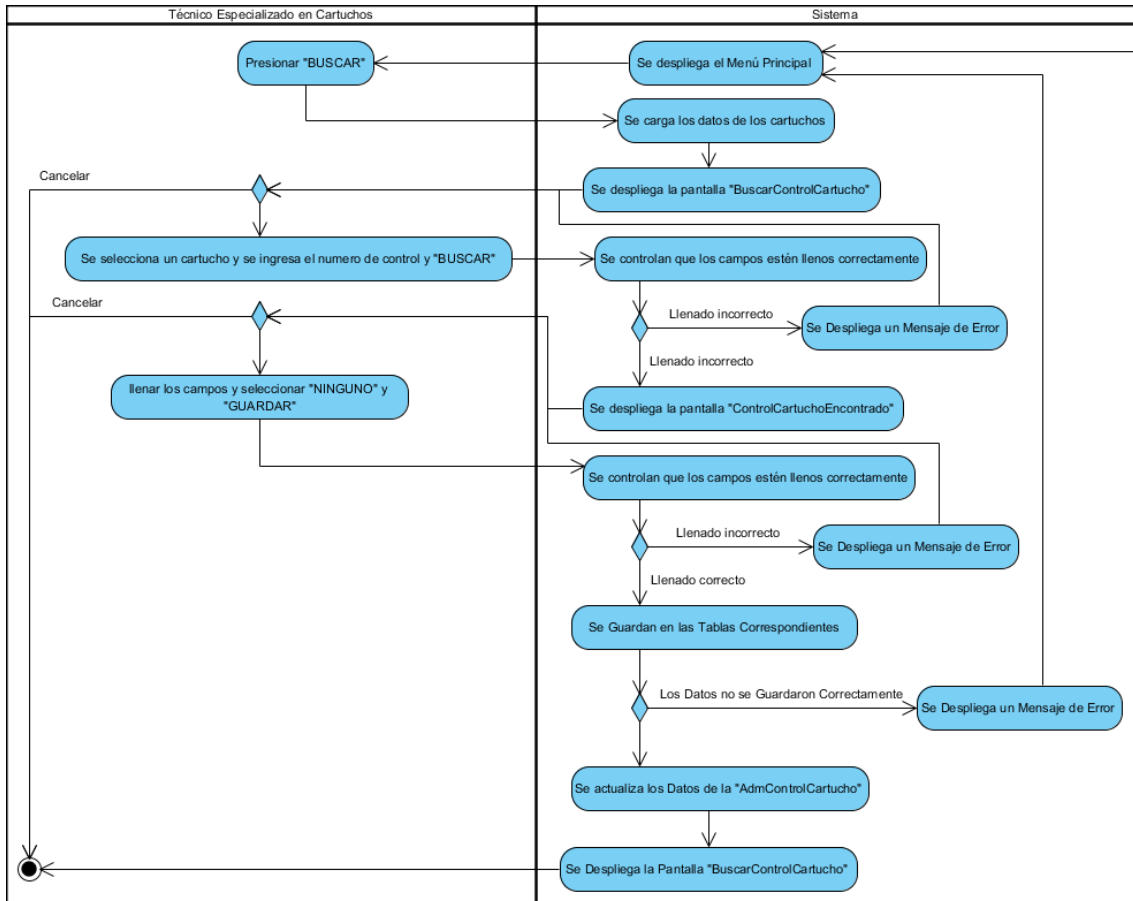 Técnico Especializado en Cartuchos
Sistema
Presionar "BUSCAR"
Se despliega el Menú Principal
Se carga los datos de los cartuchos
Cancelar
Se despliega la pantalla "BuscarControlCartucho"
Se selecciona un cartucho y se ingresa el numero de control y "BUSCAR"
Se controlan que los campos estén llenos correctamente
Cancelar
Llenado incorrecto
Se Despliega un Mensaje de Error
Llenado incorrecto
llenar los campos y seleccionar "NINGUNO" y
"GUARDAR"
Se despliega la pantalla "ControlCartuchoEncontrado"
Se controlan que los campos estén llenos correctamente
Llenado incorrecto
Se Despliega un Mensaje de Error
Llenado correcto
Se Guardan en las Tablas Correspondientes
Los Datos no se Guardaron Correctamente
Se Despliega un Mensaje de Error
Se actualiza los Datos de la "AdmControlCartucho"
Se Despliega la Pantalla "BuscarControlCartucho"